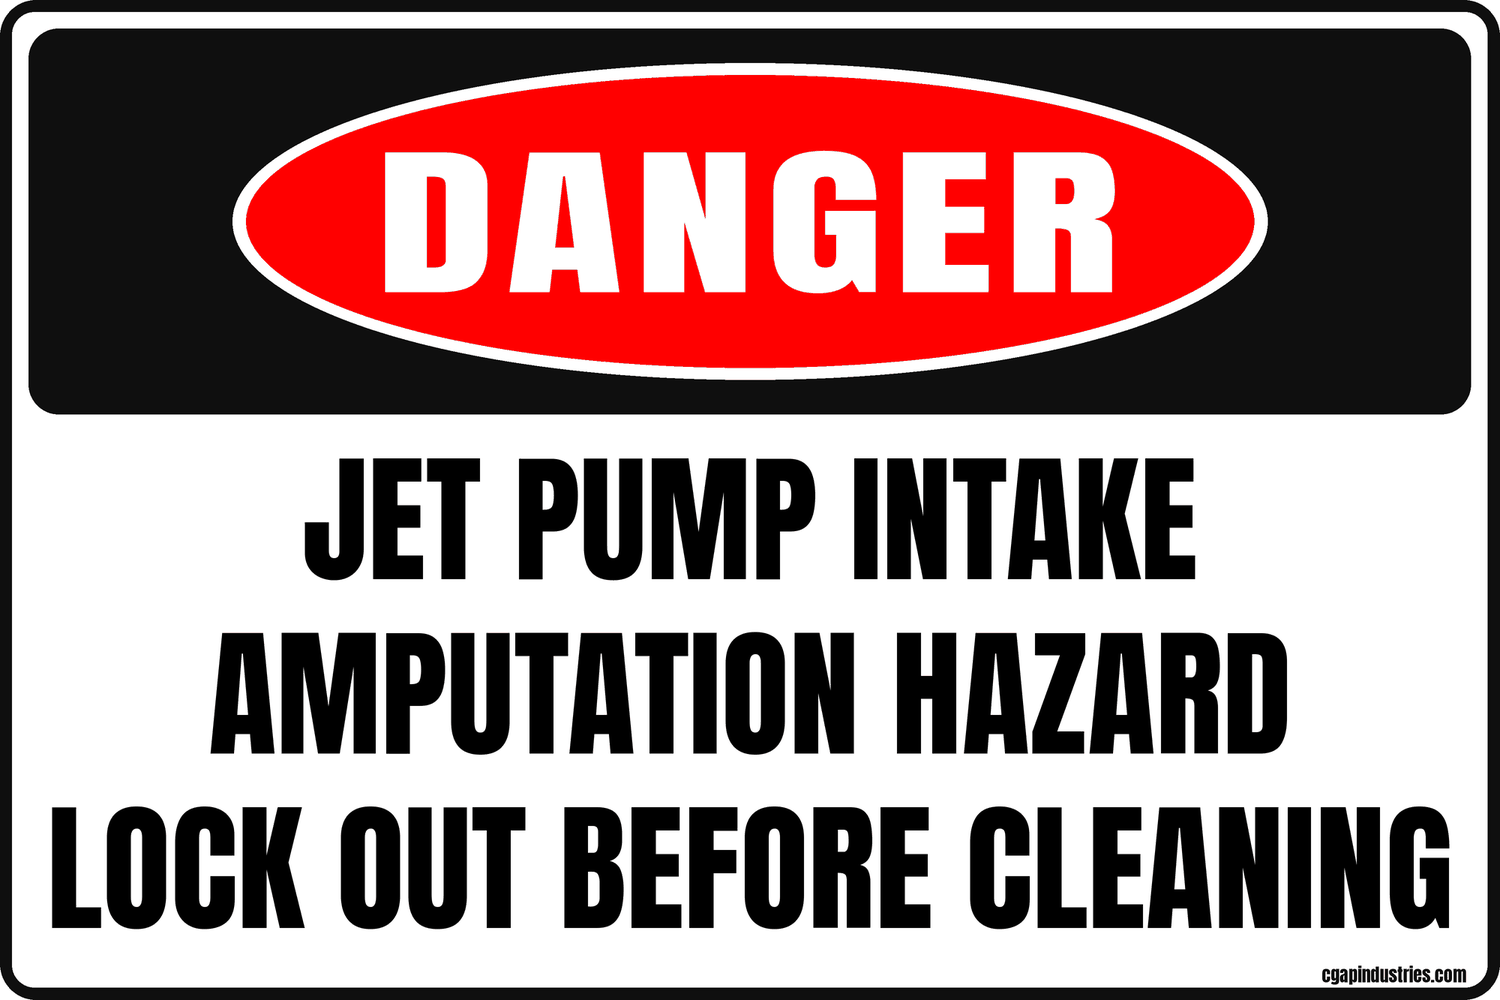 DANGER
JET PUMP INTAKE
AMPUTATION HAZARD
LOCK OUT BEFORE CLEANING
cgapindustries.com